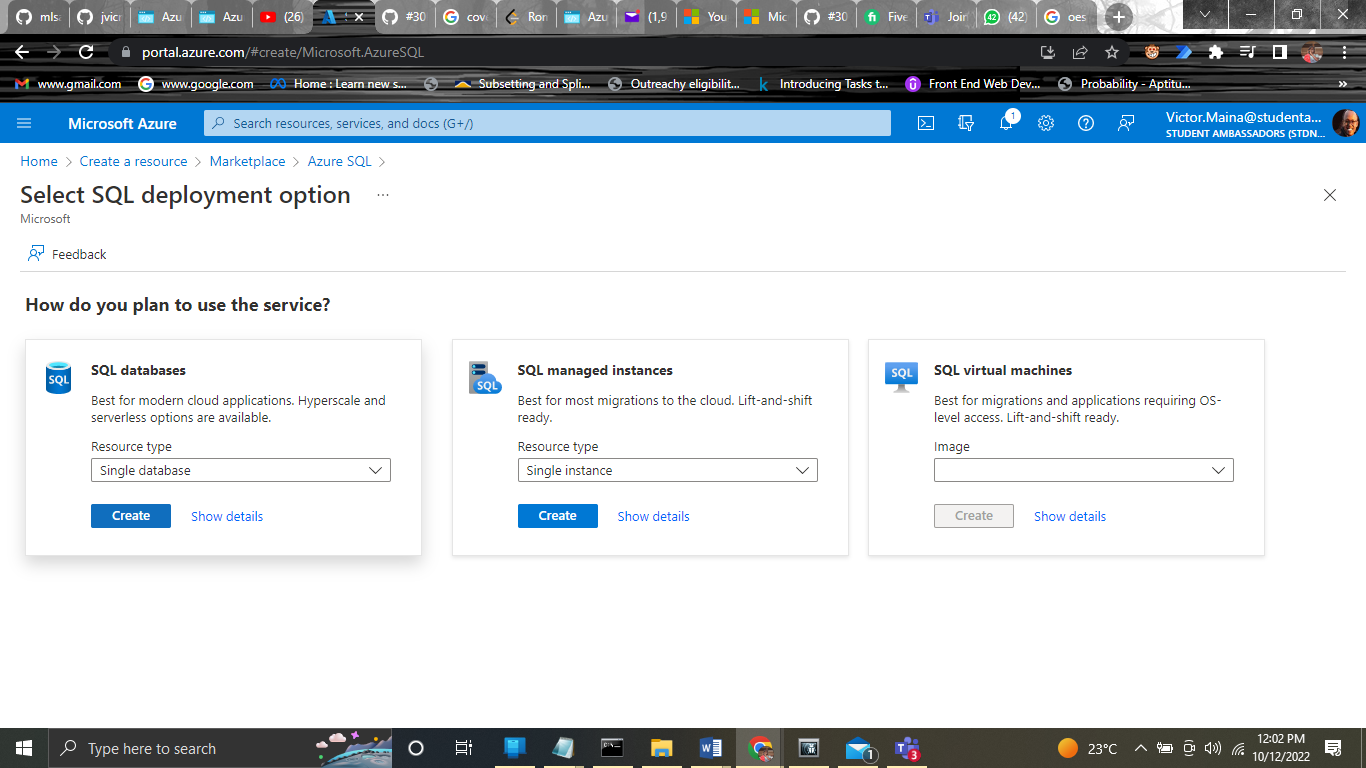 mlsa
jvic
Azu
Azu
(26)
#30
cov
Ron
Azu
(1,9
You
Mic
#30
Five
Join
(42)
oes
portal.azure.com/#create/Microsoft.AzureSQL
www.gmail.com
www.google.com
Home : Learn new s...
Subsetting and Spli...
Outreachy eligibilit...
Introducing Tasks t...
Front End Web Dev...
Probability - Aptitu...
»
Microsoft Azure
Search resources, services, and docs (G+/)
1
Victor.Maina@studenta...
STUDENT AMBASSADORS (STDN...
Home > Create a resource > Marketplace > Azure SQL >
Select SQL deployment option ...
Microsoft
Feedback
How do you plan to use the service?
SQL
SQL databases
Best for modern cloud applications. Hyperscale and
serverless options are available.
Resource type
Single database
Create
Show details
SQL
SQL managed instances
Best for most migrations to the cloud. Lift-and-shift
ready.
Resource type
Single instance
Create
Show details
SQL
SQL virtual machines
Best for migrations and applications requiring OS-
level access. Lift-and-shift ready.
Image
Create
Show details
Type here to search
1
3
23°C
12:02 PM
10/12/2022